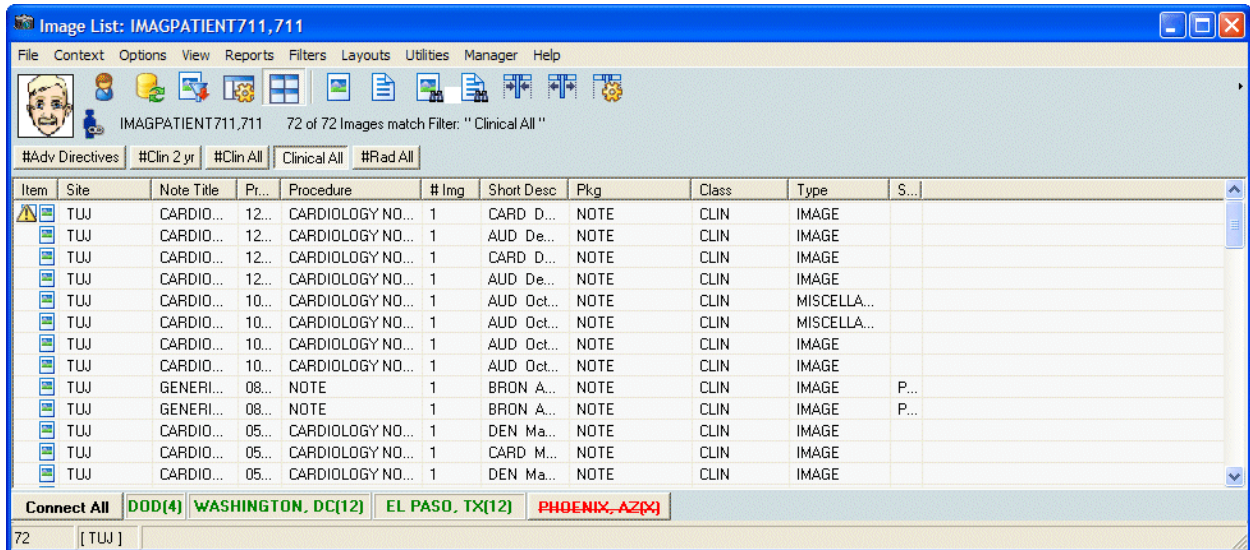 Image List: IMAGPATIENT711,711
File Context Options View Reports Filters Layouts Utilities Manager Help
IMAGPATIENT711,711 72 of 72 Images match Filter: " Clinical All "
#Adv Directives #Clin 2 yr #Clin All Clinical All #Rad All
Item Site Note Title Pr... Procedure # Img Short Desc Pkg Class Type S...
TUJ CARDIO... 12... CARDIOLOGY NO... 1 CARD D... NOTE CLIN IMAGE
TUJ CARDIO... 12... CARDIOLOGY NO... 1 AUD De... NOTE CLIN IMAGE
TUJ CARDIO... 12... CARDIOLOGY NO... 1 CARD D... NOTE CLIN IMAGE
TUJ CARDIO... 12... CARDIOLOGY NO... 1 AUD De... NOTE CLIN IMAGE
TUJ CARDIO... 10... CARDIOLOGY NO... 1 AUD Oct... NOTE CLIN MISCELLA...
TUJ CARDIO... 10... CARDIOLOGY NO... 1 AUD Oct... NOTE CLIN MISCELLA...
TUJ CARDIO... 10... CARDIOLOGY NO... 1 AUD Oct... NOTE CLIN IMAGE
TUJ CARDIO... 10... CARDIOLOGY NO... 1 AUD Oct... NOTE CLIN IMAGE
TUJ GENERI... 08... NOTE 1 BRON A... NOTE CLIN IMAGE P...
TUJ GENERI... 08... NOTE 1 BRON A... NOTE CLIN IMAGE P...
TUJ CARDIO... 05... CARDIOLOGY NO... 1 DEN Ma... NOTE CLIN IMAGE
TUJ CARDIO... 05... CARDIOLOGY NO... 1 CARD M... NOTE CLIN IMAGE
TUJ CARDIO... 05... CARDIOLOGY NO... 1 DEN Ma... NOTE CLIN IMAGE
Connect All DOD(4) WASHINGTON, DC(12) EL PASO, TX(12) PHOENIX, AZ(X)
72 [ TUJ ]